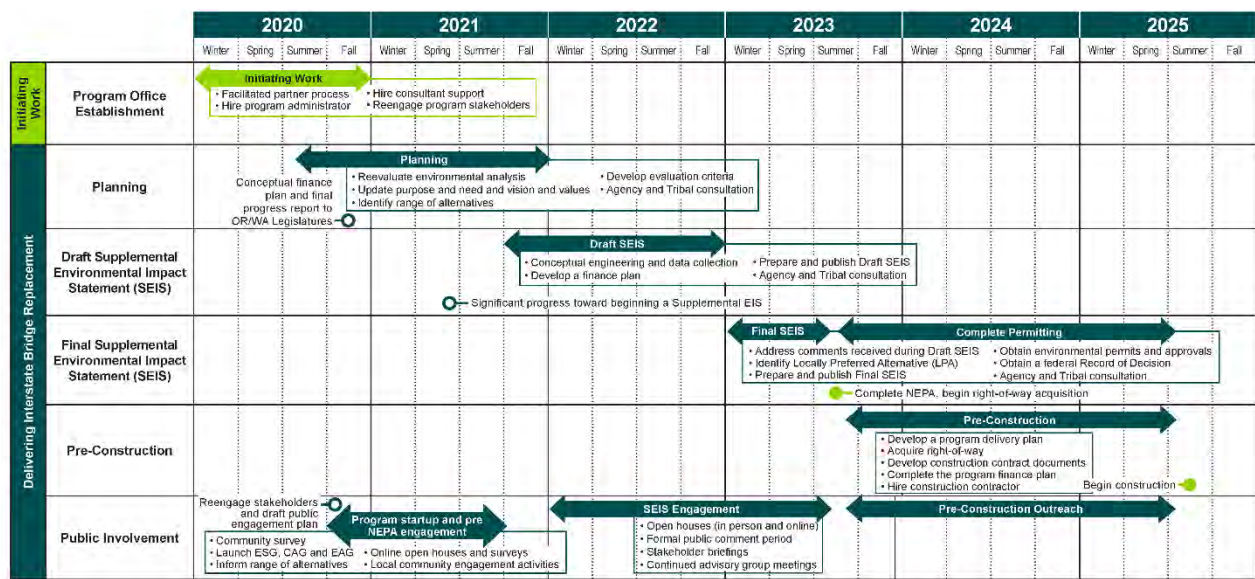 2020 2021 2022 2023 2024 2025
Winter Spring Summer Fall Winter Spring Summer Fall Winter Spring Summer Fall Winter Spring Summer Fall Winter Spring Summer Fall Winter Spring Summer Fall
Initiating
Work
Program Office
Establishment
Initiating Work
• Facilitated partner process
• Hire program administrator
• Hire consultant support
• Reengage program stakeholders
Delivering Interstate Bridge Replacement
Planning
Planning
• Reevaluate environmental analysis
• Update purpose and need and vision and values
• Identify range of alternatives
• Develop evaluation criteria
• Agency and Tribal consultation
Conceptual finance
plan and final
progress report to
OR/WA Legislatures
Draft Supplemental
Environmental Impact
Statement (SEIS)
Draft SEIS
• Conceptual engineering and data collection
• Develop a finance plan
• Prepare and publish Draft SEIS
• Agency and Tribal consultation
Significant progress toward beginning a Supplemental EIS
Final Supplemental
Environmental Impact
Statement (SEIS)
Final SEIS
Complete Permitting
• Address comments received during Draft SEIS
• Identify Locally Preferred Alternative (LPA)
• Prepare and publish Final SEIS
• Obtain environmental permits and approvals
• Obtain a federal Record of Decision
• Agency and Tribal consultation
Complete NEPA, begin right-of-way acquisition
Pre-Construction
Pre-Construction
• Develop a program delivery plan
• Acquire right-of-way
• Develop construction contract documents
• Complete the program finance plan
• Hire construction contractor
Begin construction
Public Involvement
Reengage stakeholders
and draft public
engagement plan
Program startup and pre
NEPA engagement
• Community survey
• Launch ESG, CAG and EAG
• Inform range of alternatives
• Online open houses and surveys
• Local community engagement activities
SEIS Engagement
• Open houses (in person and online)
• Formal public comment period
• Stakeholder briefings
• Continued advisory group meetings
Pre-Construction Outreach